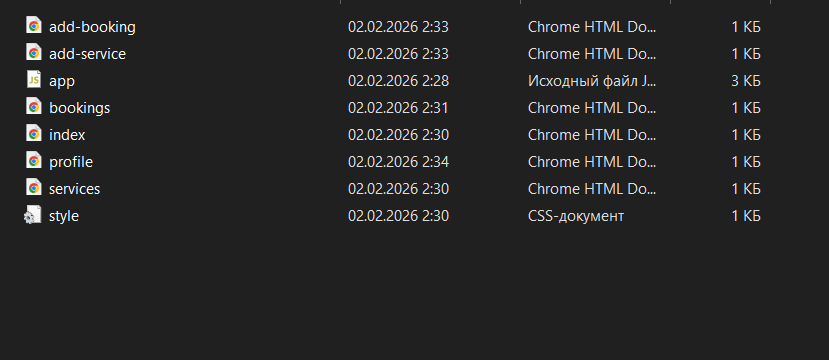 add-booking 02.02.2026 2:33 Chrome HTML Do... 1 КБ
add-service 02.02.2026 2:33 Chrome HTML Do... 1 КБ
JS app 02.02.2026 2:28 Исходный файл J... 3 КБ
bookings 02.02.2026 2:31 Chrome HTML Do... 1 КБ
index 02.02.2026 2:30 Chrome HTML Do... 1 КБ
profile 02.02.2026 2:34 Chrome HTML Do... 1 КБ
services 02.02.2026 2:30 Chrome HTML Do... 1 КБ
style 02.02.2026 2:30 CSS-документ 1 КБ